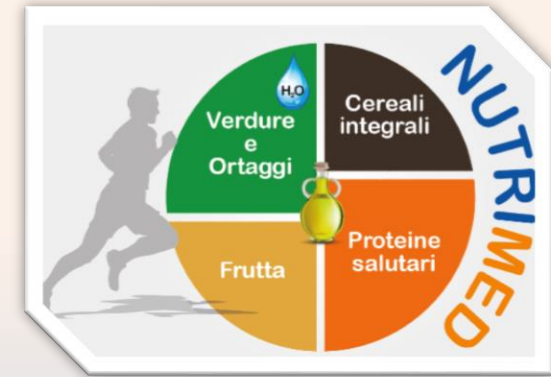 H₂O
Verdure
e
Ortaggi
Cereali
integrali
Frutta
Proteine
salutari
NUTRIMED